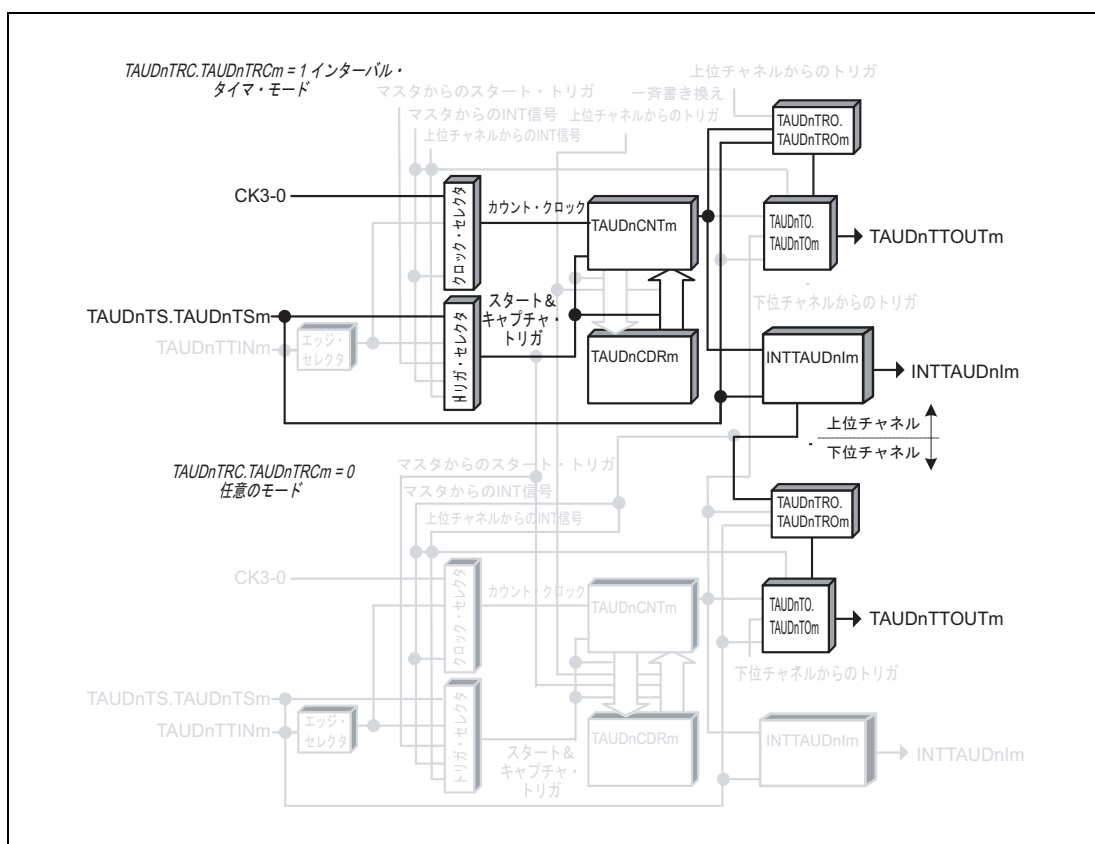 TAUDnTRC.TAUDnTRCm = 1 インターバル・
タイマ・モード
上位チャネルからのトリガ
マスタからのスタート・トリガ
一斉書き換え
マスタからのINT信号
上位チャネルからのトリガ
上位チャネルからのINT信号
TAUDnTRO.
TAUDnTROm
CK3-0
クロック・セレクタ
カウント・クロック
TAUDnCNTm
TAUDnTO.
TAUDnTOm
TAUDnTTOUTm
下位チャネルからのトリガ
TAUDnTS.TAUDnTSm
TAUDnTTINm
エッジ・
セレクタ
トリガ・セレクタ
スタート&
キャプチャ・
トリガ
TAUDnCDRm
INTTAUDnIm
INTTAUDnIm
上位チャネル
下位チャネル
TAUDnTRC.TAUDnTRCm = 0
任意のモード
マスタからのスタート・トリガ
マスタからのINT信号
上位チャネルからのINT信号
TAUDnTRO.
TAUDnTROm
CK3-0
クロック・セレクタ
カウント・クロック
TAUDnCNTm
TAUDnTO.
TAUDnTOm
TAUDnTTOUTm
下位チャネルからのトリガ
TAUDnTS.TAUDnTSm
TAUDnTTINm
エッジ・
セレクタ
トリガ・セレクタ
スタート&
キャプチャ・
トリガ
TAUDnCDRm
INTTAUDnIm
INTTAUDnIm